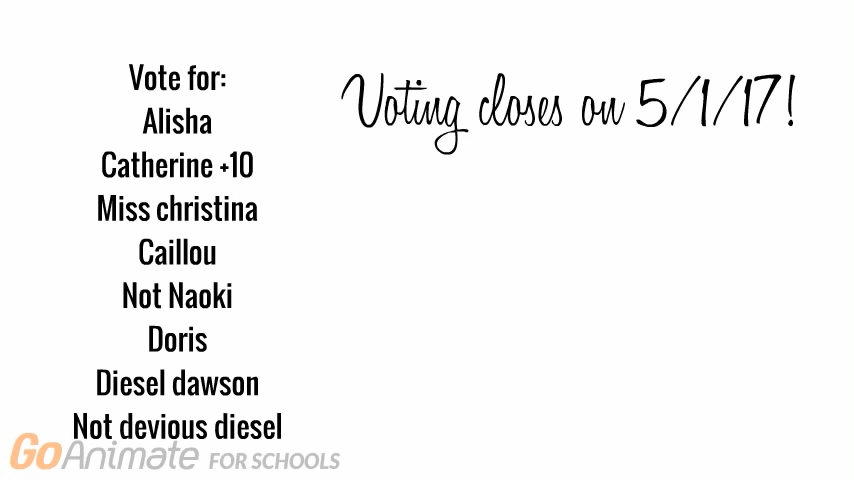 Vote for:
Alisha
Catherine +10
Miss christina
Caillou
Not Naoki
Doris
Diesel dawson
Not devious diesel
Voting closes on 5/1/17!
GoAnimate FOR SCHOOLS